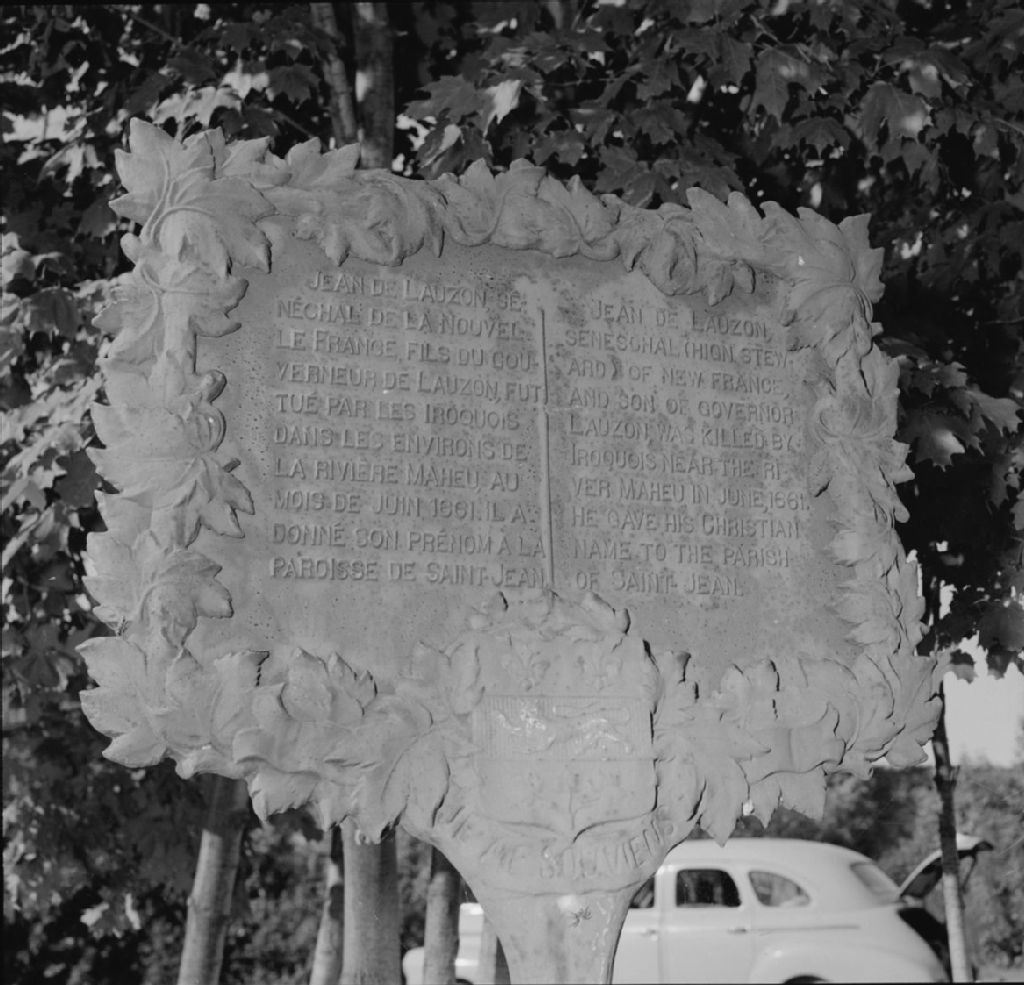 JEAN DE LAUZON, SÉ-
NÉCHAL DE LA NOUVEL-
LE FRANCE, FILS DU GOU-
VERNEUR DE LAUZON, FUT
TUÉ PAR LES IROQUOIS
DANS LES ENVIRONS DE
LA RIVIÈRE MAHEU, AU
MOIS DE JUIN 1661. IL A
DONNÉ SON PRÉNOM A LA
PAROISSE DE SAINT-JEAN.
JEAN DE LAUZON,
SENESCHAL (HIGH STEW-
ARD) OF NEW FRANCE,
AND SON OF GOVERNOR
LAUZON, WAS KILLED BY
IROQUOIS NEAR THE RI-
VER MAHEU IN JUNE, 1661.
HE GAVE HIS CHRISTIAN
NAME TO THE PARISH
OF SAINT-JEAN.
SOUVIEN